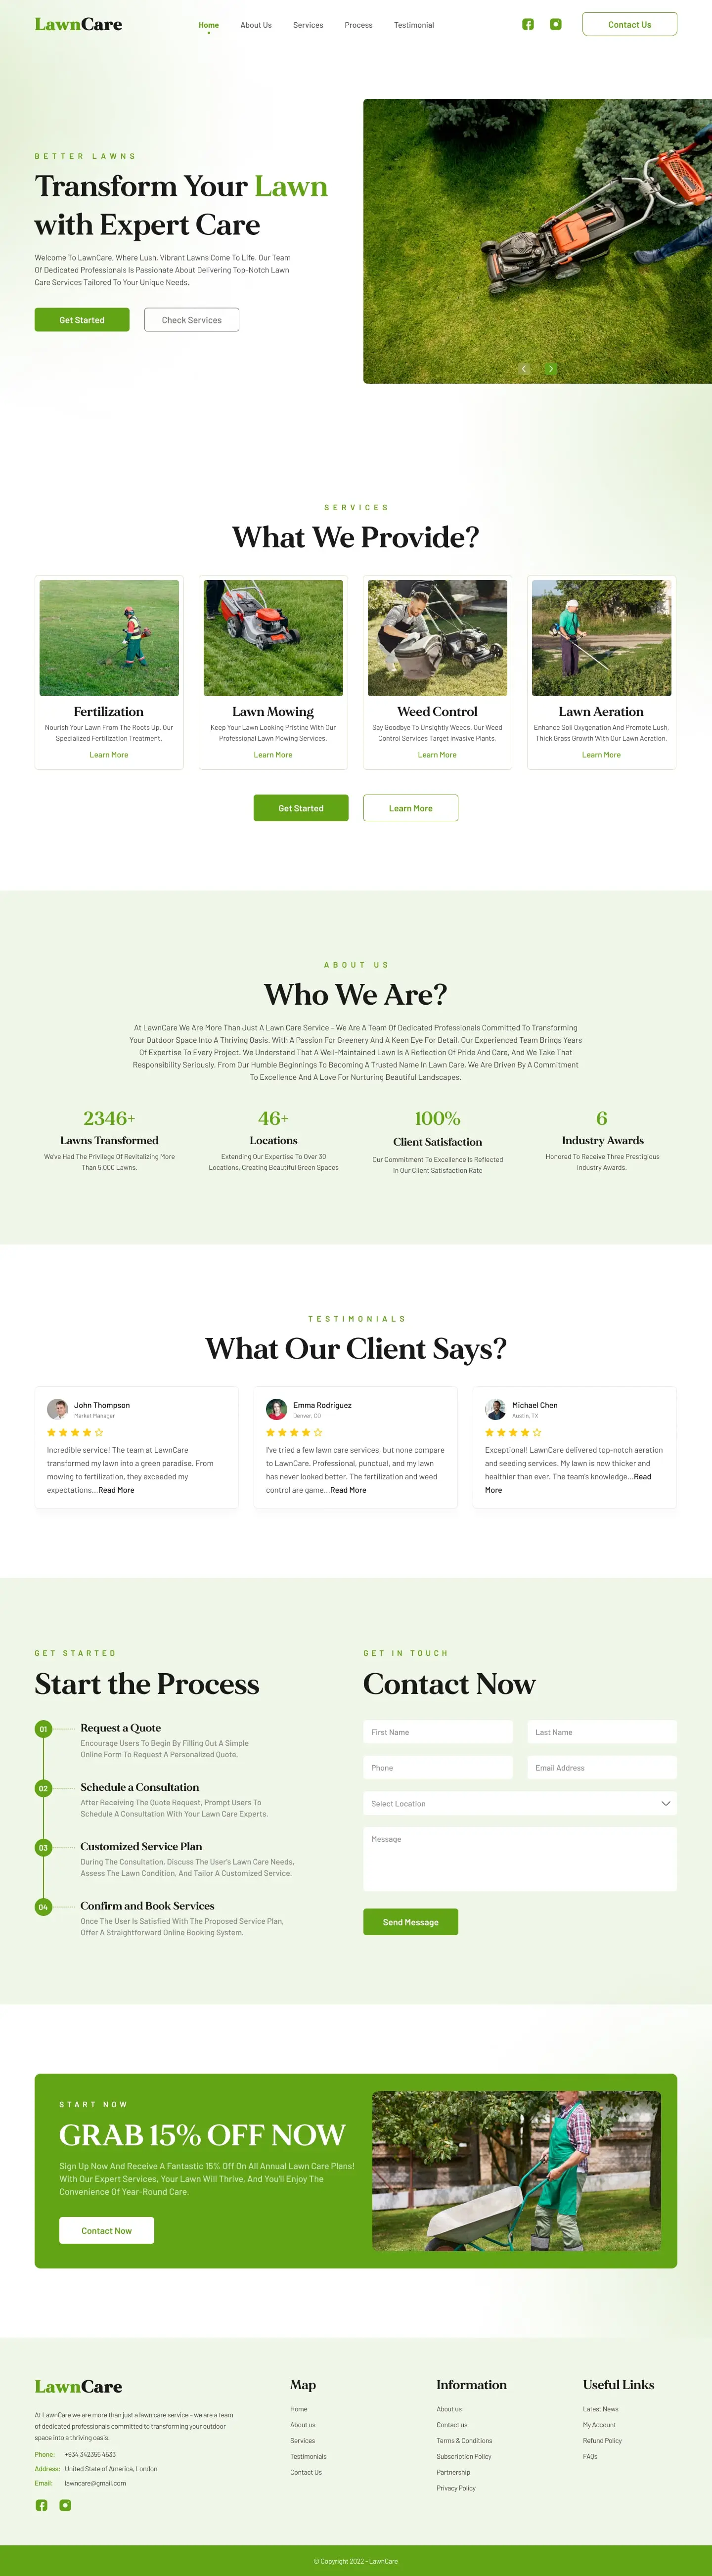 LawnCare
Home
About Us
Services
Process
Testimonial
Contact Us
BETTER LAWNS
Transform Your Lawn
with Expert Care
Welcome To LawnCare, Where Lush, Vibrant Lawns Come To Life. Our Team
Of Dedicated Professionals Is Passionate About Delivering Top-Notch Lawn
Care Services Tailored To Your Unique Needs.
Get Started
Check Services
SERVICES
What We Provide?
Fertilization
Nourish Your Lawn From The Roots Up. Our
Specialized Fertilization Treatment.
Learn More
Lawn Mowing
Keep Your Lawn Looking Pristine With Our
Professional Lawn Mowing Services.
Learn More
Weed Control
Say Goodbye To Unsightly Weeds. Our Weed
Control Services Target Invasive Plants,
Learn More
Lawn Aeration
Enhance Soil Oxygenation And Promote Lush,
Thick Grass Growth With Our Lawn Aeration.
Learn More
Get Started
Learn More
ABOUT US
Who We Are?
At LawnCare We Are More Than Just A Lawn Care Service – We Are A Team Of Dedicated Professionals Committed To Transforming
Your Outdoor Space Into A Thriving Oasis. With A Passion For Greenery And A Keen Eye For Detail, Our Experienced Team Brings Years
Of Expertise To Every Project. We Understand That A Well-Maintained Lawn Is A Reflection Of Pride And Care, And We Take That
Responsibility Seriously. From Our Humble Beginnings To Becoming A Trusted Name In Lawn Care, We Are Driven By A Commitment
To Excellence And A Love For Nurturing Beautiful Landscapes.
2346+
Lawns Transformed
We've Had The Privilege Of Revitalizing More
Than 5,000 Lawns.
46+
Locations
Extending Our Expertise To Over 30
Locations, Creating Beautiful Green Spaces
100%
Client Satisfaction
Our Commitment To Excellence Is Reflected
In Our Client Satisfaction Rate
6
Industry Awards
Honored To Receive Three Prestigious
Industry Awards.
TESTIMONIALS
What Our Client Says?
John Thompson
Market Manager
Incredible service! The team at LawnCare
transformed my lawn into a green paradise. From
mowing to fertilization, they exceeded my
expectations...Read More
Emma Rodriguez
Denver, CO
I've tried a few lawn care services, but none compare
to LawnCare. Professional, punctual, and my lawn
has never looked better. The fertilization and weed
control are game...Read More
Michael Chen
Austin, TX
Exceptional! LawnCare delivered top-notch aeration
and seeding services. My lawn is now thicker and
healthier than ever. The team's knowledge...Read
More
GET STARTED
Start the Process
01
Request a Quote
Encourage Users To Begin By Filling Out A Simple
Online Form To Request A Personalized Quote.
02
Schedule a Consultation
After Receiving The Quote Request, Prompt Users To
Schedule A Consultation With Your Lawn Care Experts.
03
Customized Service Plan
During The Consultation, Discuss The User's Lawn Care Needs,
Assess The Lawn Condition, And Tailor A Customized Service.
04
Confirm and Book Services
Once The User Is Satisfied With The Proposed Service Plan,
Offer A Straightforward Online Booking System.
GET IN TOUCH
Contact Now
First Name
Last Name
Phone
Email Address
Select Location
Message
Send Message
START NOW
GRAB 15% OFF NOW
Sign Up Now And Receive A Fantastic 15% Off On All Annual Lawn Care Plans!
With Our Expert Services, Your Lawn Will Thrive, And You'll Enjoy The
Convenience Of Year-Round Care.
Contact Now
LawnCare
At LawnCare we are more than just a lawn care service – we are a team
of dedicated professionals committed to transforming your outdoor
space into a thriving oasis.
Phone: +934 342355 4533
Address: United State of America, London
Email: lawncare@gmail.com
Map
Home
About us
Services
Testimonials
Contact Us
Information
About us
Contact us
Terms & Conditions
Subscription Policy
Partnership
Privacy Policy
Useful Links
Latest News
My Account
Refund Policy
FAQs
© Copyright 2022 - LawnCare